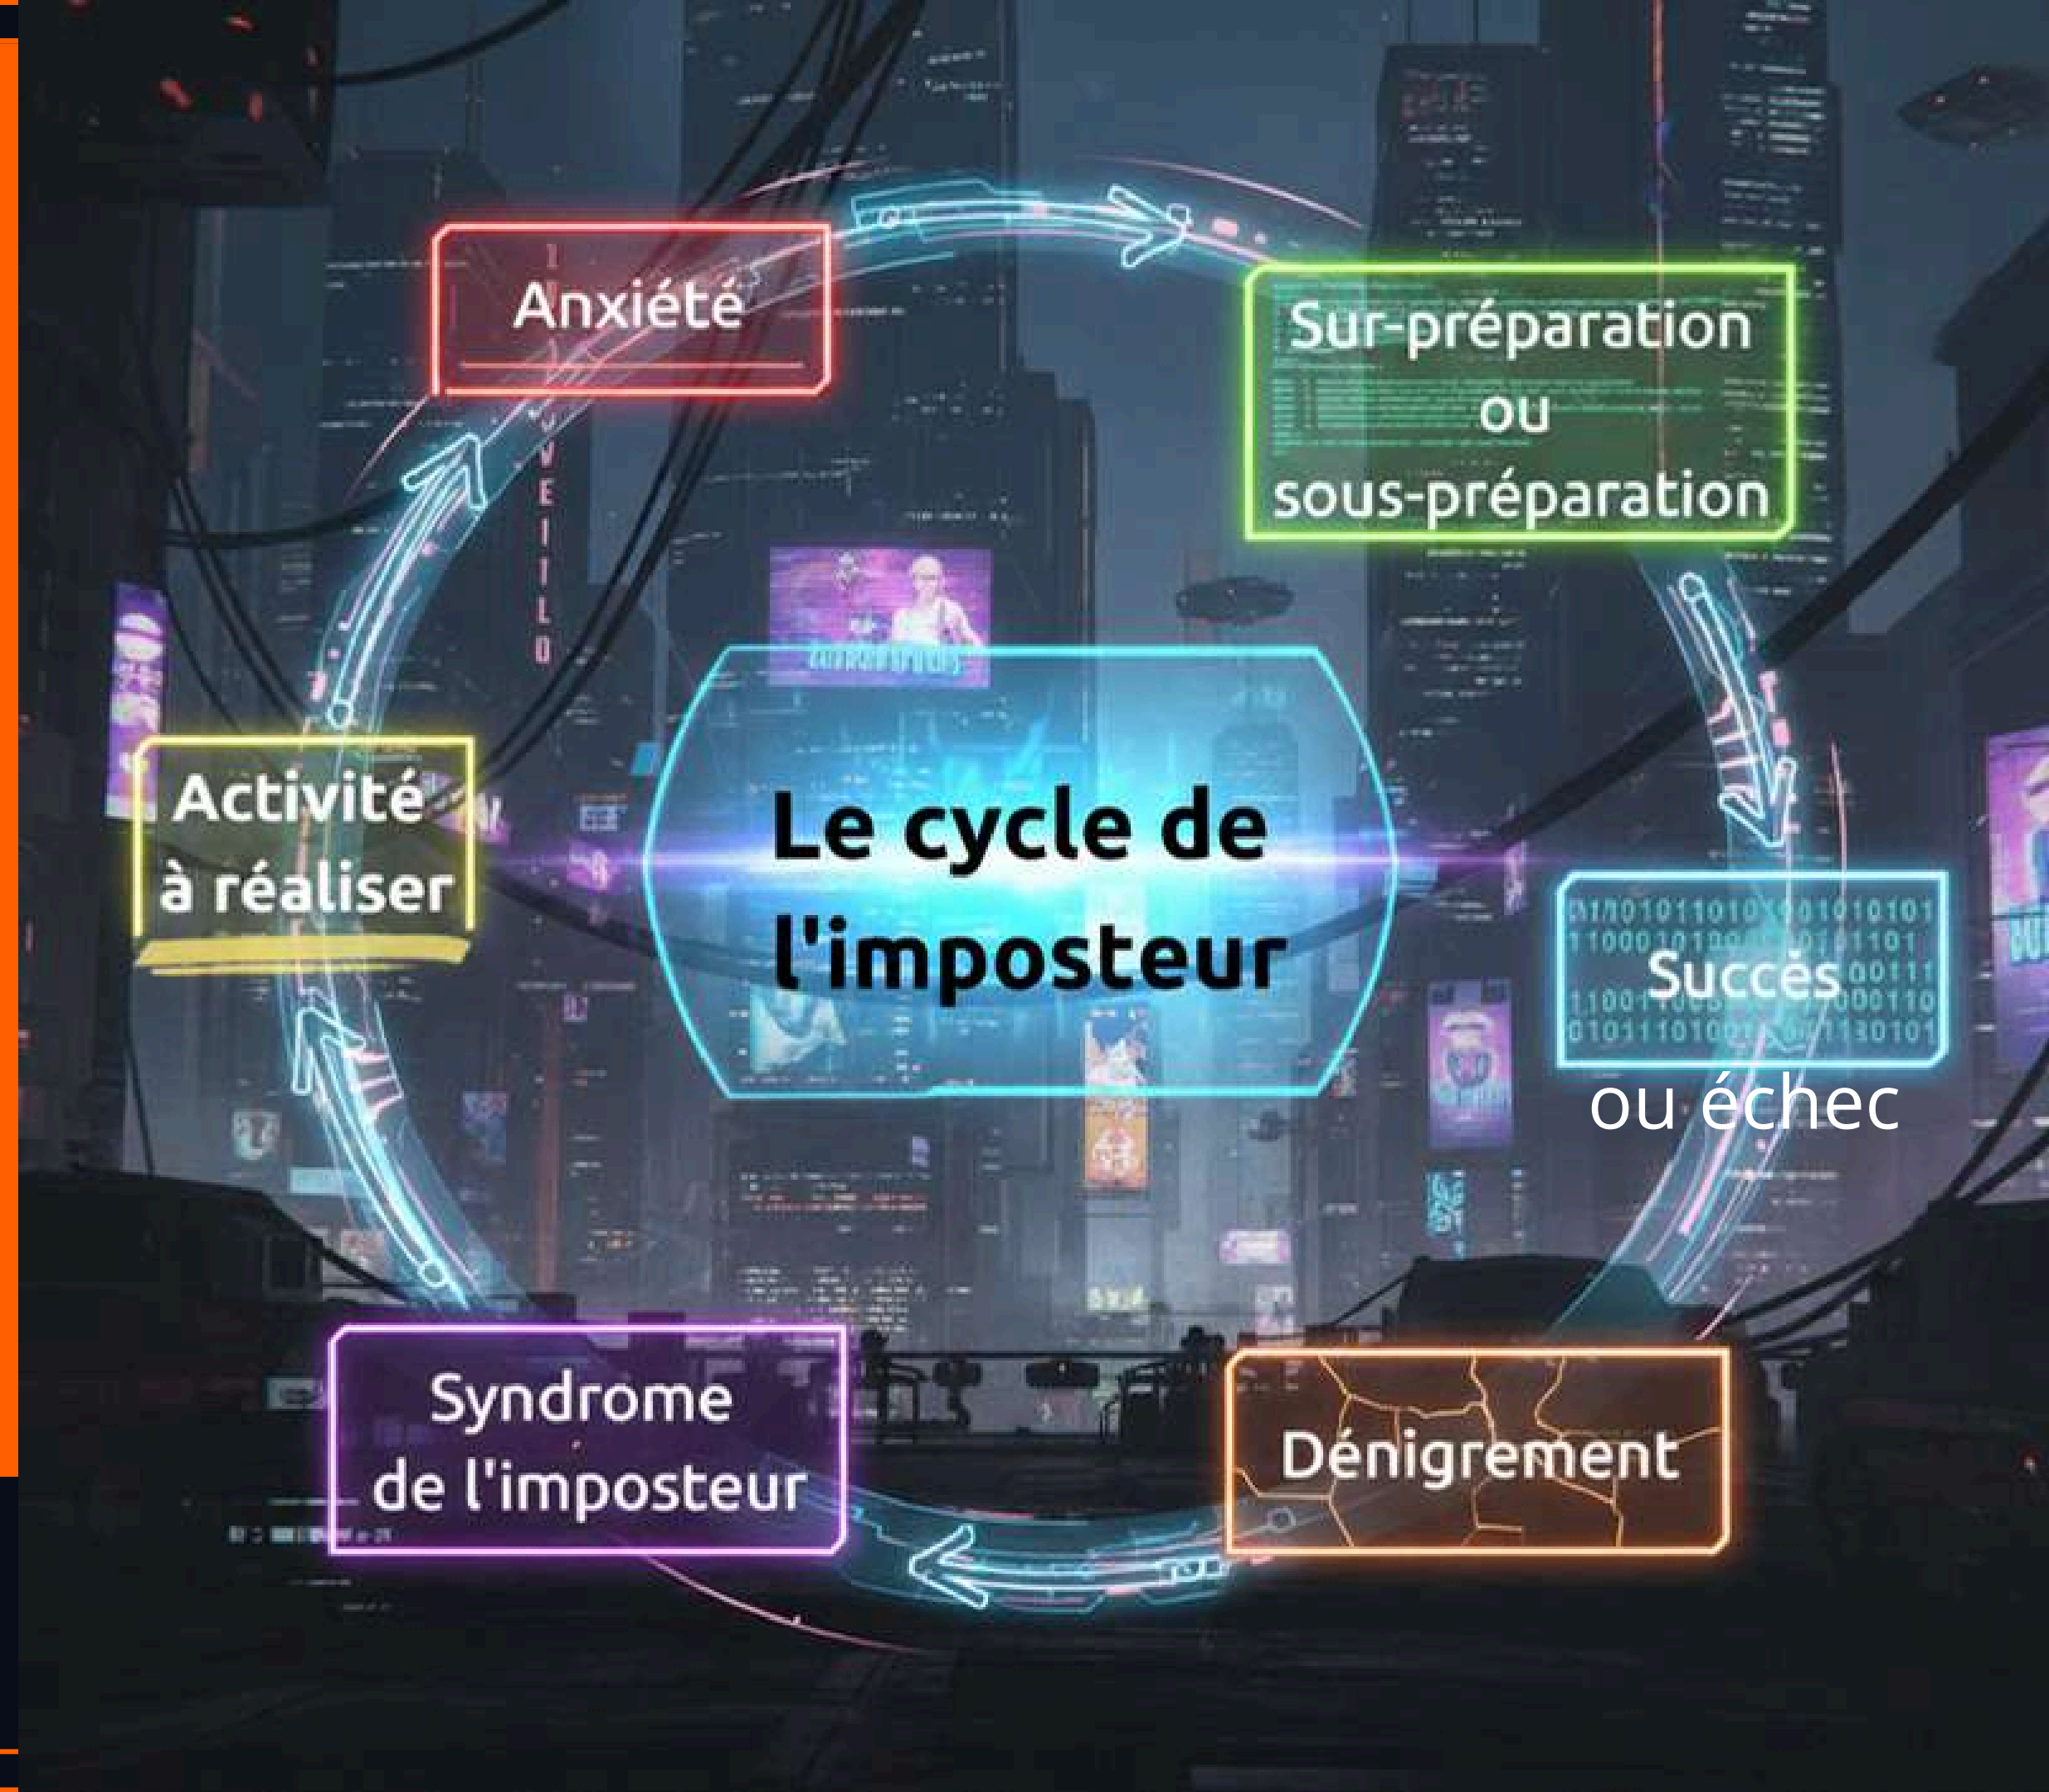 Anxiété
Sur-préparation
ou
sous-préparation
Activité
à réaliser
Le cycle de
l'imposteur
Succès
ou échec
Syndrome
de l'imposteur
Dénigrement